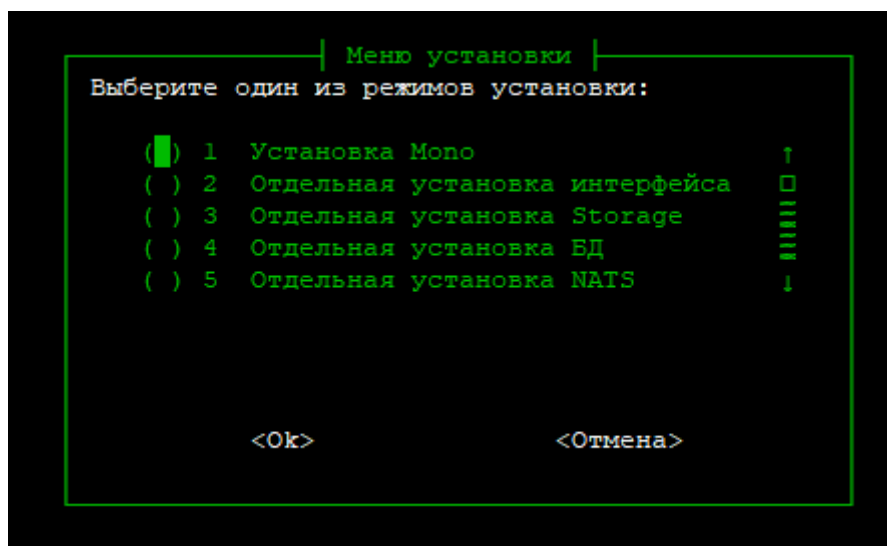 Меню установки
Выберите один из режимов установки:
( ) 1 Установка Mono
( ) 2 Отдельная установка интерфейса
( ) 3 Отдельная установка Storage
( ) 4 Отдельная установка БД
( ) 5 Отдельная установка NATS
<Ok> <Отмена>